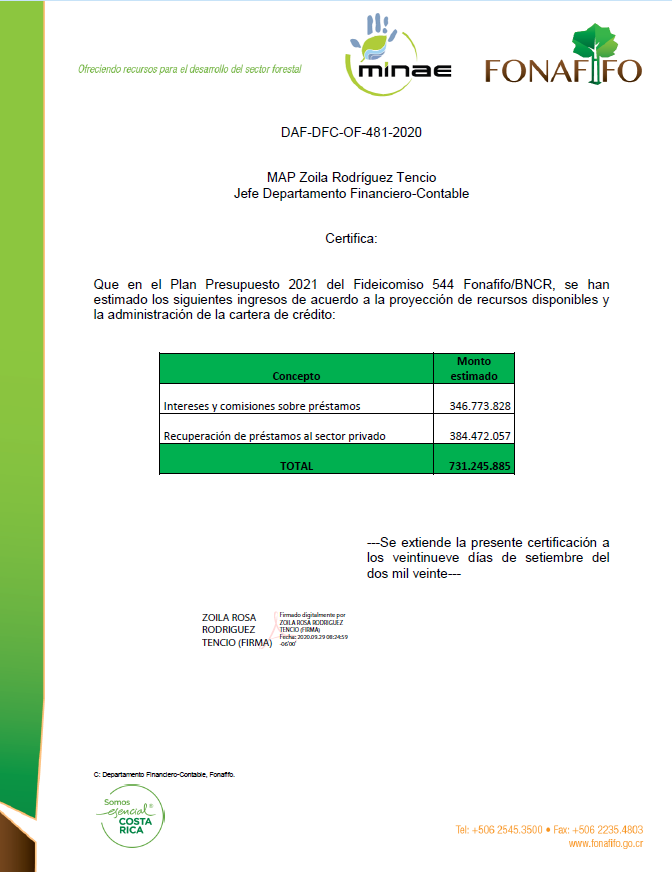 Ofreciendo recursos para el desarrollo del sector forestal
minae
FONAFIFO
DAF-DFC-OF-481-2020
MAP Zoila Rodríguez Tencio
Jefe Departamento Financiero-Contable
Certifica:
Que en el Plan Presupuesto 2021 del Fideicomiso 544 Fonafifo/BNCR, se han
estimado los siguientes ingresos de acuerdo a la proyección de recursos disponibles y
la administración de la cartera de crédito:
Concepto Monto estimado
Intereses y comisiones sobre préstamos 346.773.828
Recuperación de préstamos al sector privado 384.472.057
TOTAL 731.245.885
---Se extiende la presente certificación a
los veintinueve días de setiembre del
dos mil veinte---
ZOILA ROSA
RODRIGUEZ
TENCIO (FIRMA)
Firmado digitalmente por
ZOILA ROSA RODRIGUEZ
TENCIO (FIRMA)
Fecha: 2020.09.29 08:24:59
-06'00'
C: Departamento Financiero-Contable, Fonafifo.
Somos
esencial
COSTA
RICA
Tel: +506 2545.3500 • Fax: +506 2235.4803
www.fonafifo.go.cr